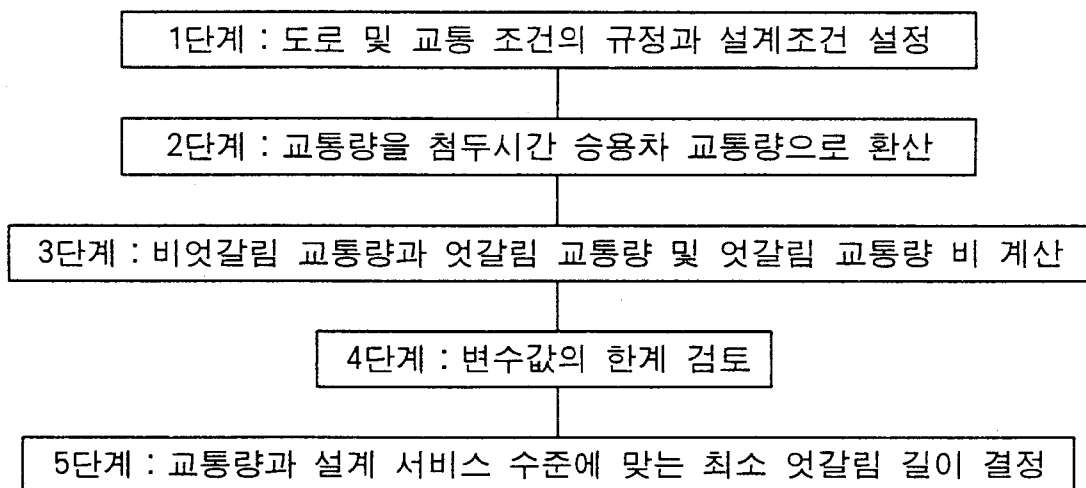 1단계 : 도로 및 교통 조건의 규정과 설계조건 설정
2단계 : 교통량을 첨두시간 승용차 교통량으로 환산
3단계 : 비엇갈림 교통량과 엇갈림 교통량 및 엇갈림 교통량 비 계산
4단계 : 변수값의 한계 검토
5단계 : 교통량과 설계 서비스 수준에 맞는 최소 엇갈림 길이 결정